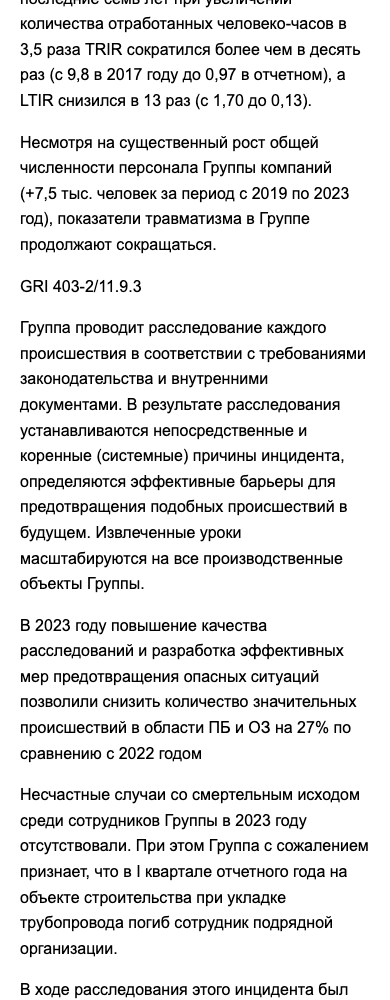 последние семь лет при увеличении
количества отработанных человеко-часов в
3,5 раза TRIR сократился более чем в десять
раз (с 9,8 в 2017 году до 0,97 в отчетном), а
LTIR снизился в 13 раз (с 1,70 до 0,13).
Несмотря на существенный рост общей
численности персонала Группы компаний
(+7,5 тыс. человек за период с 2019 по 2023
год), показатели травматизма в Группе
продолжают сокращаться.
GRI 403-2/11.9.3
Группа проводит расследование каждого
происшествия в соответствии с требованиями
законодательства и внутренними
документами. В результате расследования
устанавливаются непосредственные и
коренные (системные) причины инцидента,
определяются эффективные барьеры для
предотвращения подобных происшествий в
будущем. Извлеченные уроки
масштабируются на все производственные
объекты Группы.
В 2023 году повышение качества
расследований и разработка эффективных
мер предотвращения опасных ситуаций
позволили снизить количество значительных
происшествий в области ПБ и ОЗ на 27% по
сравнению с 2022 годом
Несчастные случаи со смертельным исходом
среди сотрудников Группы в 2023 году
отсутствовали. При этом Группа с сожалением
признает, что в I квартале отчетного года на
объекте строительства при укладке
трубопровода погиб сотрудник подрядной
организации.
В ходе расследования этого инцидента был